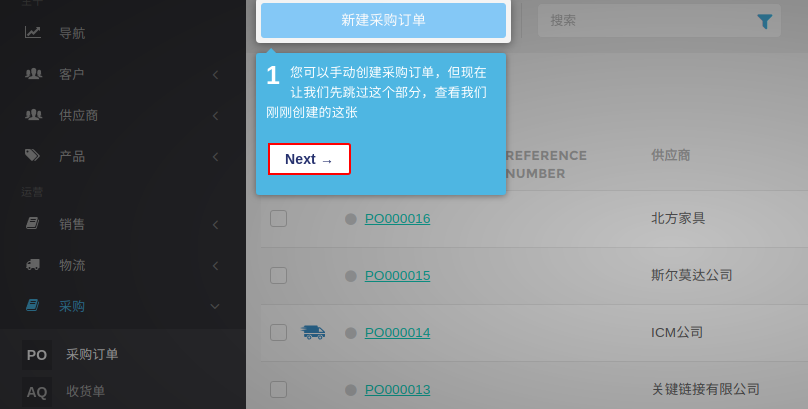 导航
客户
供应商
产品
运营
销售
物流
采购
PO 采购订单
AQ 收货单
新建采购订单
搜索
1 您可以手动创建采购订单，但现在
让我们先跳过这个部分，查看我们
刚刚创建的这张
Next →
REFERENCE
NUMBER
供应商
PO000016 北方家具
PO000015 斯尔莫达公司
PO000014 ICM公司
PO000013 关键链接有限公司